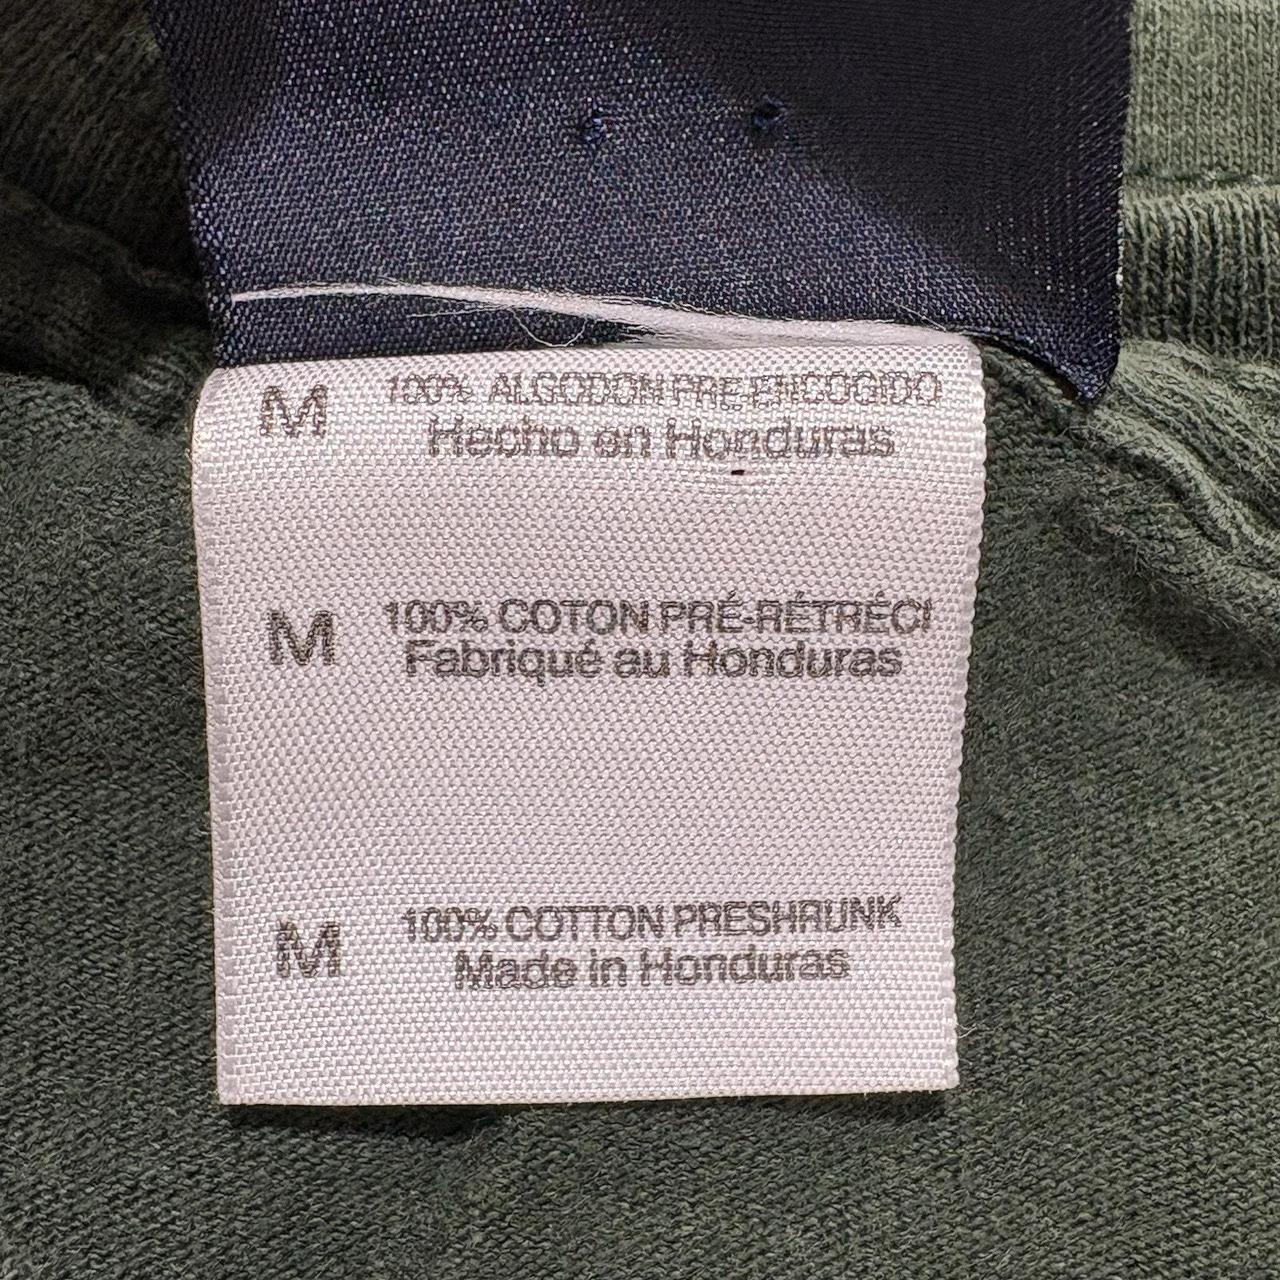 M 100% ALGODON PRE-ENCOGIDO
Hecho en Honduras
M 100% COTON PRÉ-RÉTRÉCI
Fabriqué au Honduras
M 100% COTTON PRESHRUNK
Made in Honduras